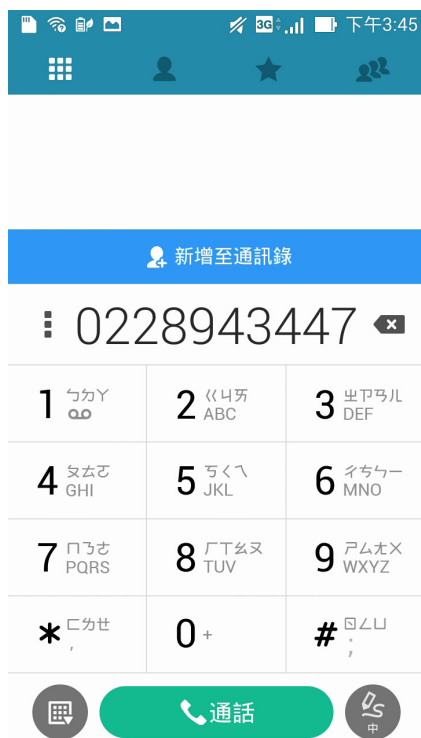 3G 下午3:45
新增至通訊錄
0228943447
1 ㄅㄉㄚ
2 ㄍㄐㄞ ABC
3 ㄓㄗㄢㄦ DEF
4 ㄆㄊㄛ GHI
5 ㄎㄑㄟ JKL
6 ㄔㄘㄣㄧ MNO
7 ㄇㄋㄜ PQRS
8 ㄏㄒㄠㄡ TUV
9 ㄕㄙㄤㄨ WXYZ
* ㄈㄌㄝ ,
0 +
# ㄖㄥㄩ ;
通話
中